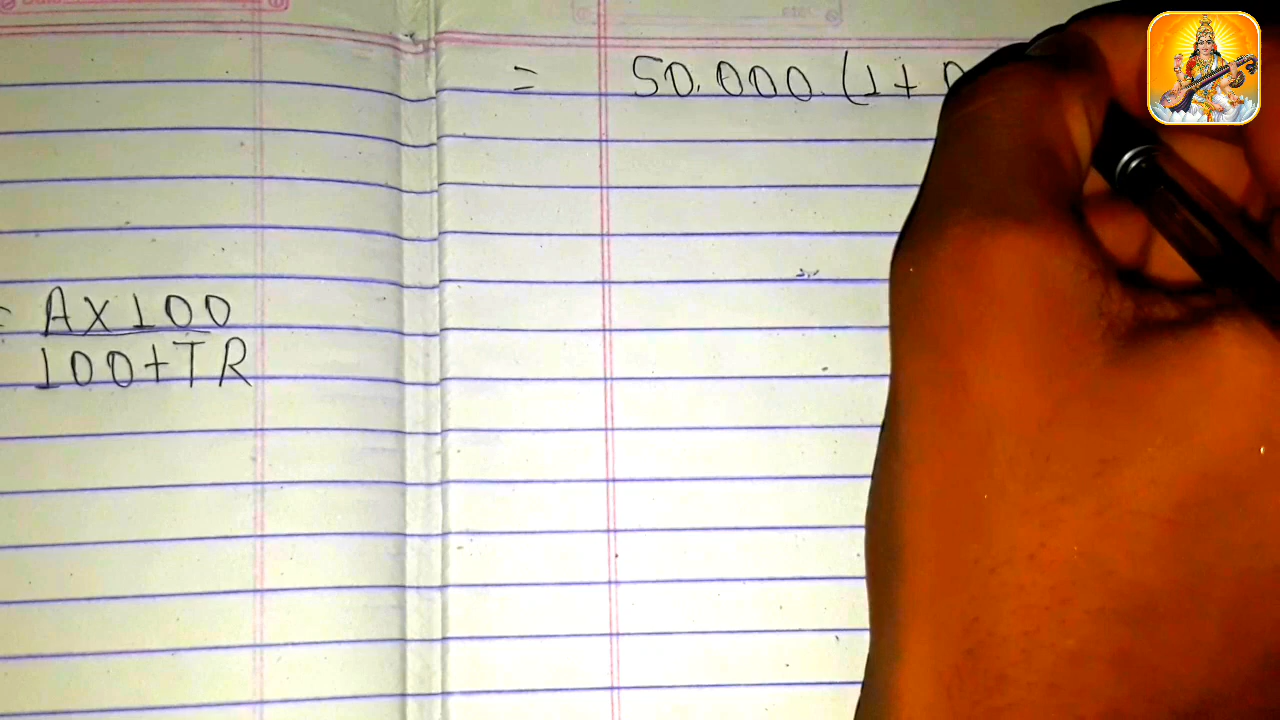 = 50,000 (1+
= A X 100
100+TR